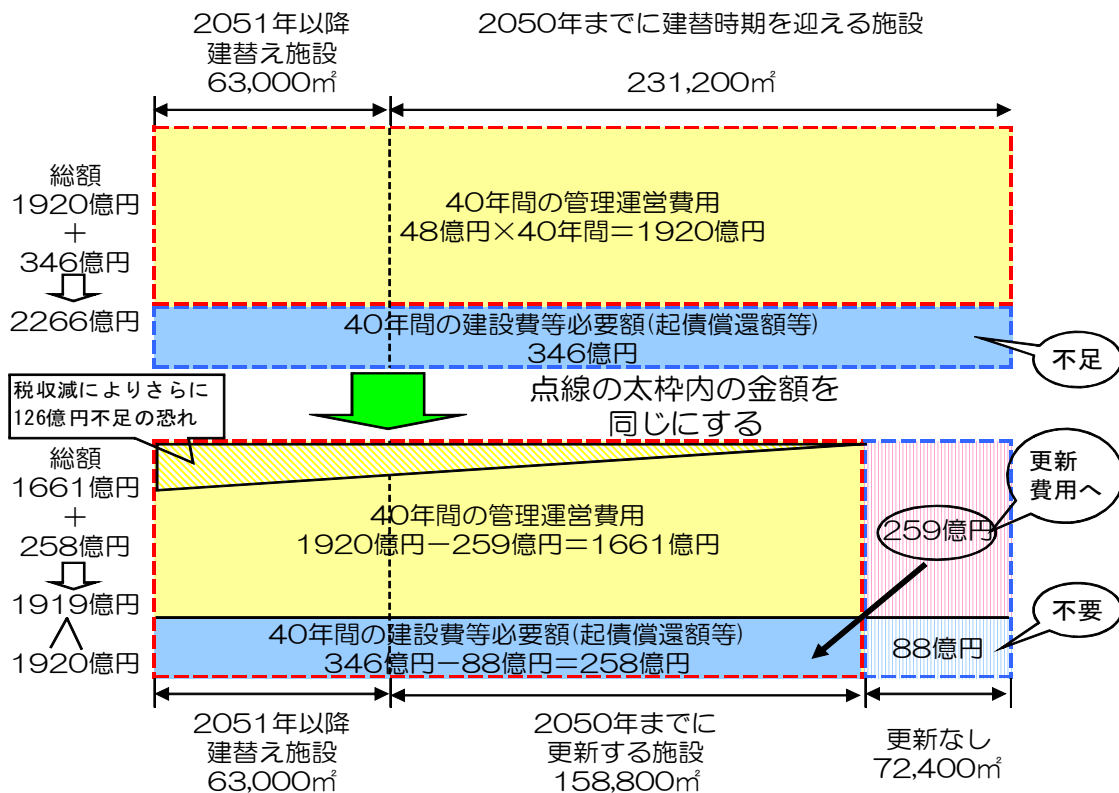 2051年以降
建替え施設
63,000㎡
2050年までに建替時期を迎える施設
231,200㎡
総額
1920億円
＋
346億円
2266億円
40年間の管理運営費用
48億円×40年間＝1920億円
40年間の建設費等必要額(起債償還額等)
346億円
不足
税収減によりさらに
126億円不足の恐れ
点線の太枠内の金額を
同じにする
総額
1661億円
＋
258億円
1919億円
＜
1920億円
40年間の管理運営費用
1920億円－259億円＝1661億円
259億円
更新
費用へ
40年間の建設費等必要額(起債償還額等)
346億円－88億円＝258億円
88億円
不要
2051年以降
建替え施設
63,000㎡
2050年までに
更新する施設
158,800㎡
更新なし
72,400㎡